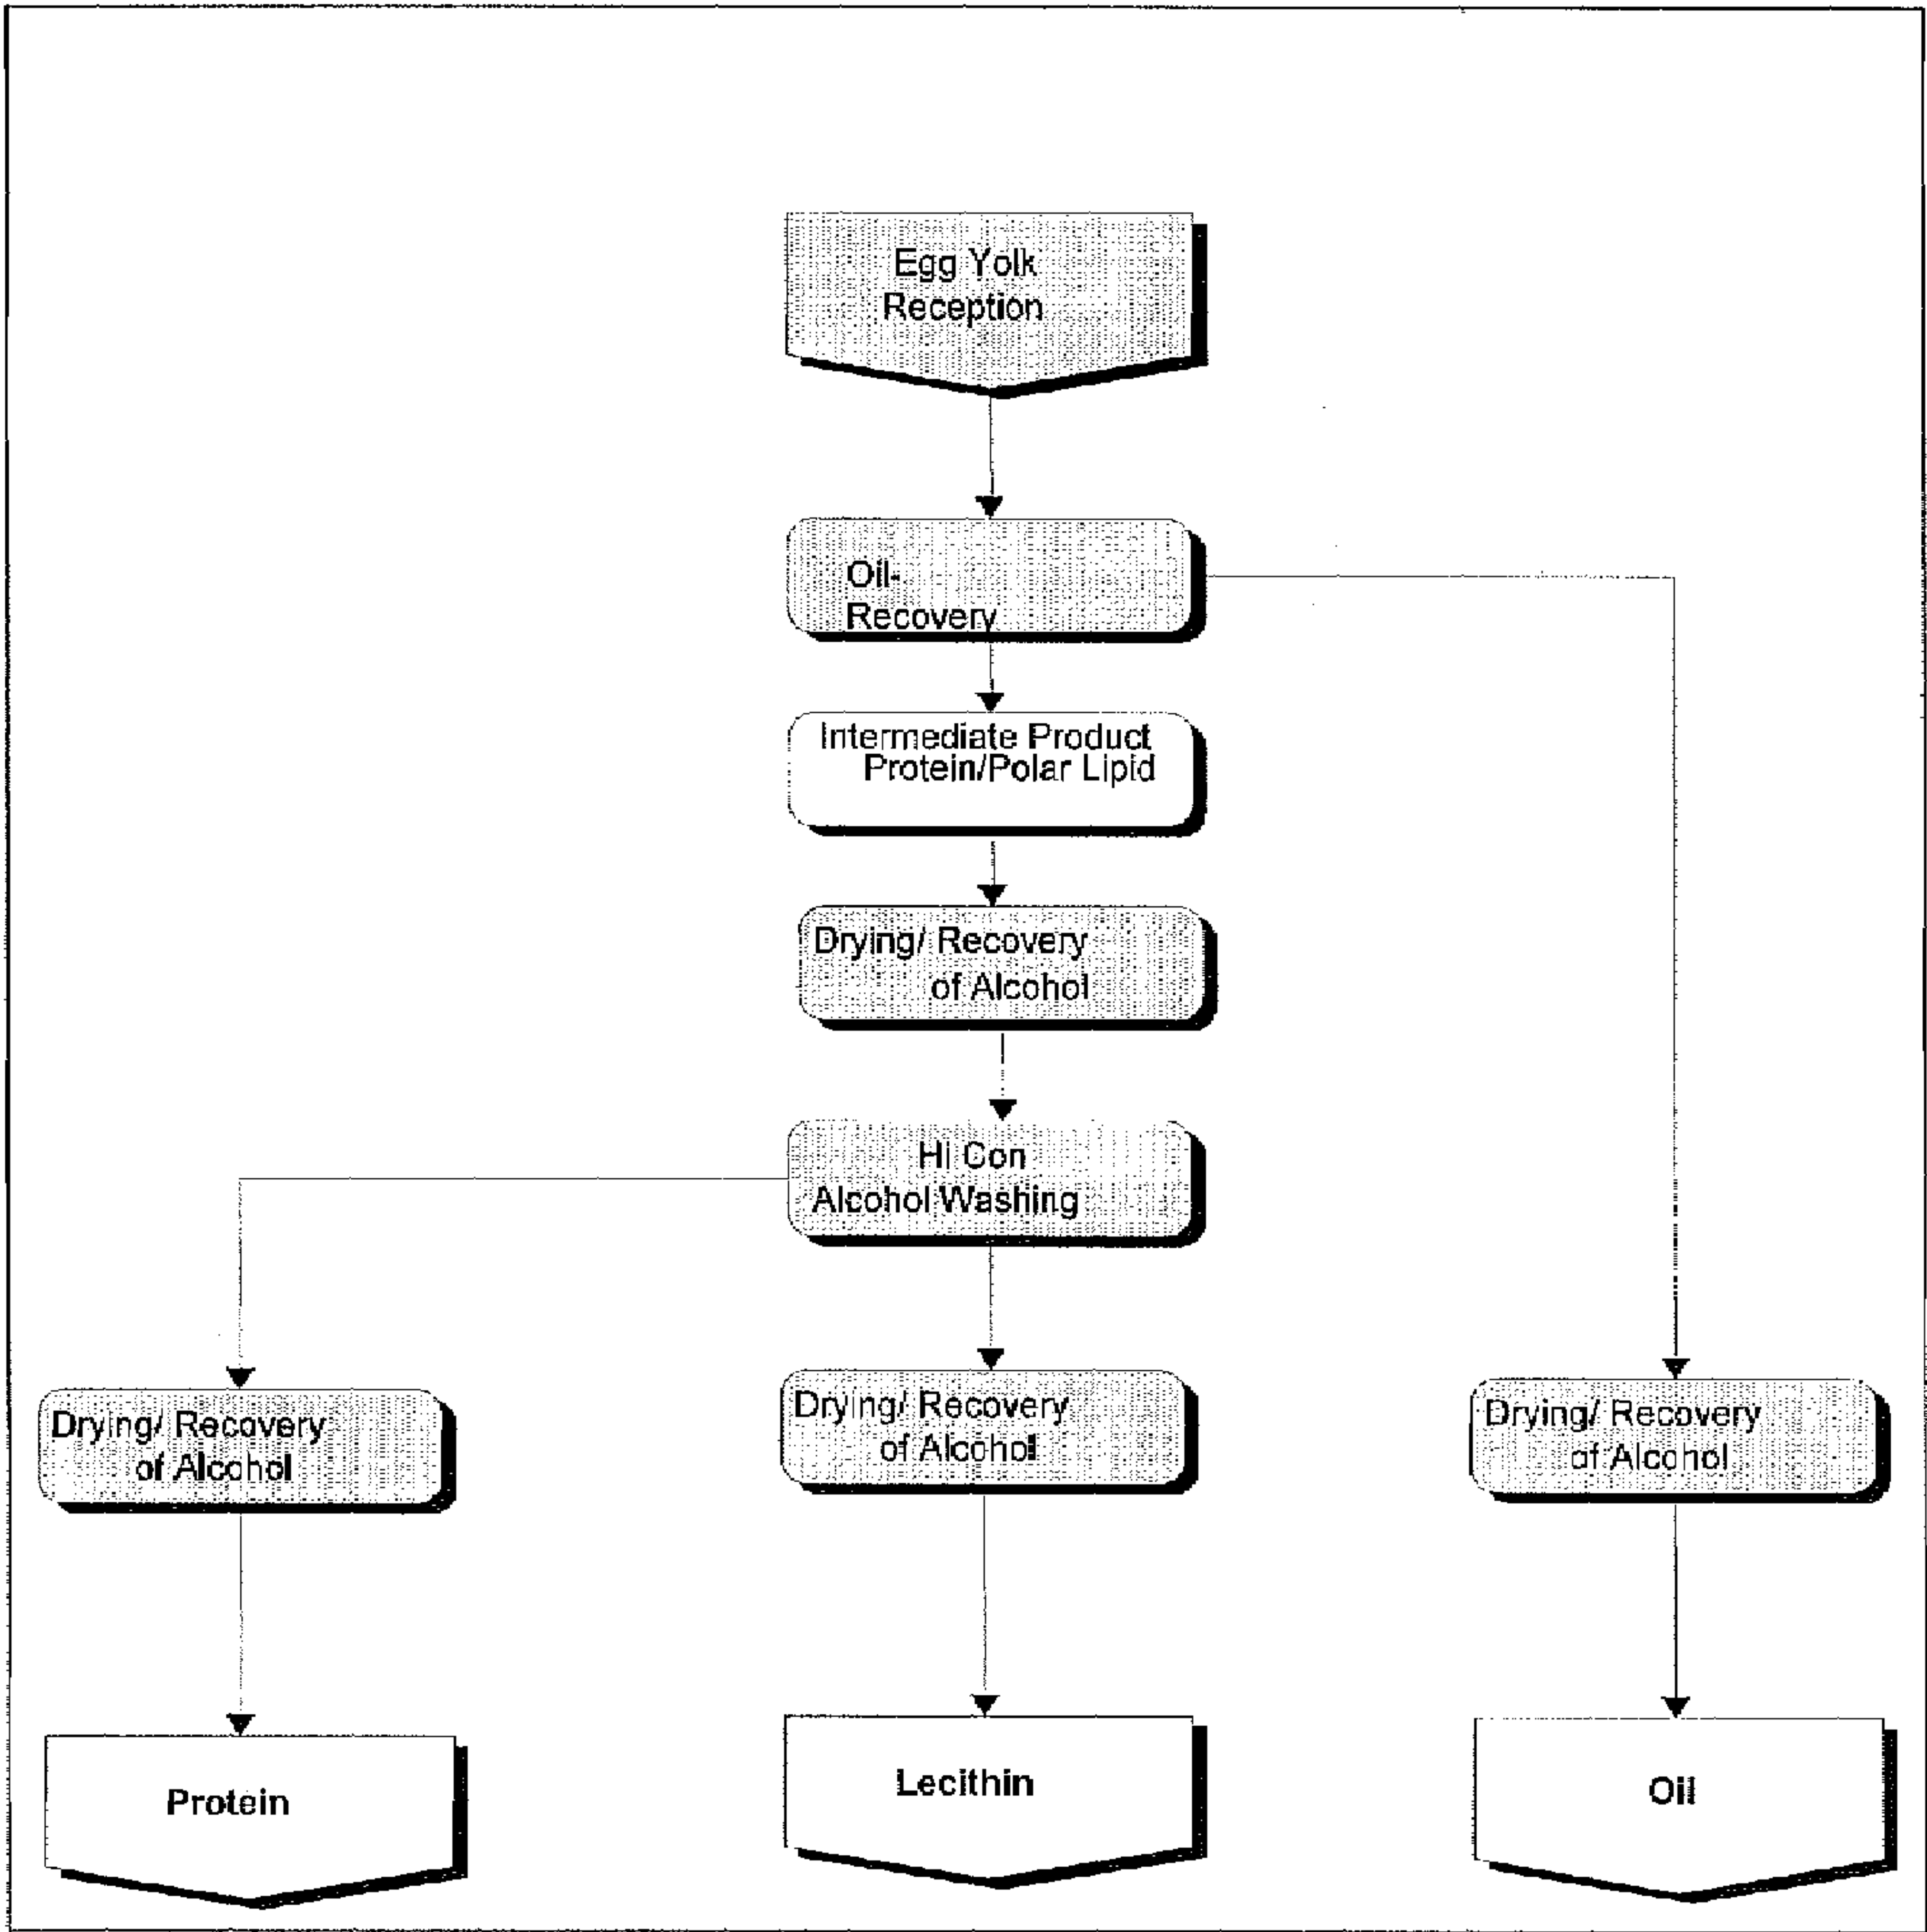 Egg Yolk
Reception
Oil-
Recovery
Intermediate Product
Protein/Polar Lipid
Drying/ Recovery
of Alcohol
Hi Con
Alcohol Washing
Drying/ Recovery
of Alcohol
Drying/ Recovery
of Alcohol
Drying/ Recovery
of Alcohol
Protein
Lecithin
Oil